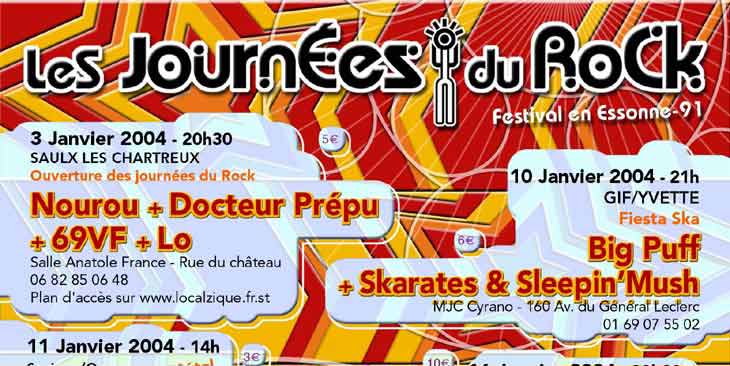 Les Journées du Rock
Festival en Essonne-91
3 Janvier 2004 - 20h30
5€
SAULX LES CHARTREUX
Ouverture des journées du Rock
Nourou + Docteur Prépu
+ 69VF + Lo
Salle Anatole France - Rue du château
06 82 85 06 48
Plan d'accès sur www.localzique.fr.st
10 Janvier 2004 - 21h
GIF/YVETTE
Fiesta Ska
6€
Big Puff
+ Skarates & Sleepin'Mush
MJC Cyrano - 160 Av. du Général Leclerc
01 69 07 55 02
11 Janvier 2004 - 14h
3€
10€